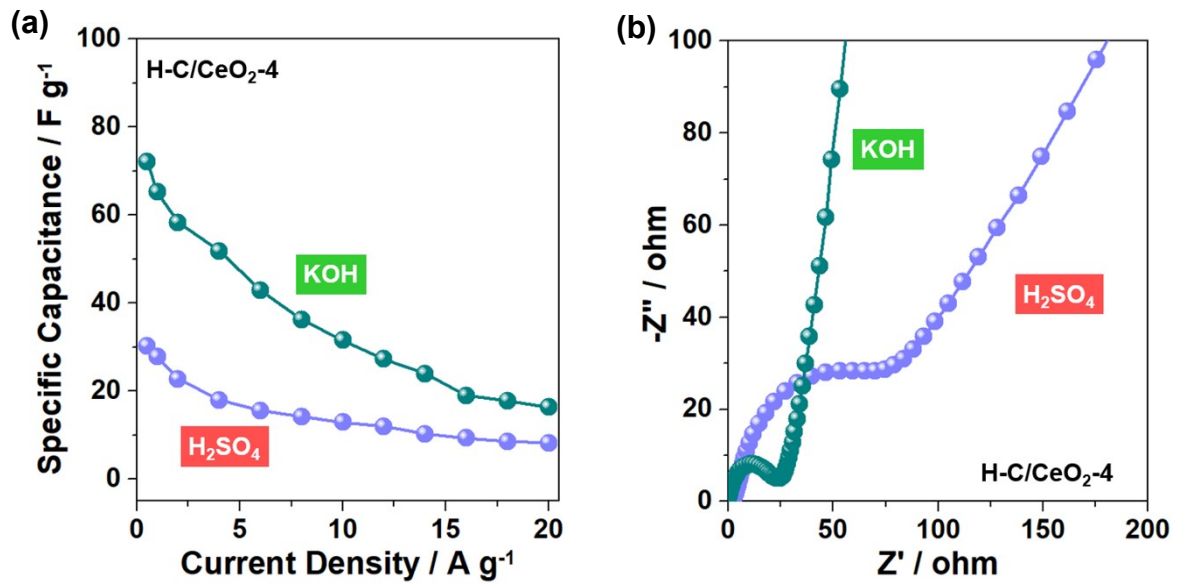 (a)
H-C/CeO₂-4
KOH
H₂SO₄
Specific Capacitance / F g⁻¹
100
80
60
40
20
0
0 5 10 15 20
Current Density / A g⁻¹
(b)
KOH
H₂SO₄
H-C/CeO₂-4
-Z" / ohm
100
80
60
40
20
0
0 50 100 150 200
Z' / ohm